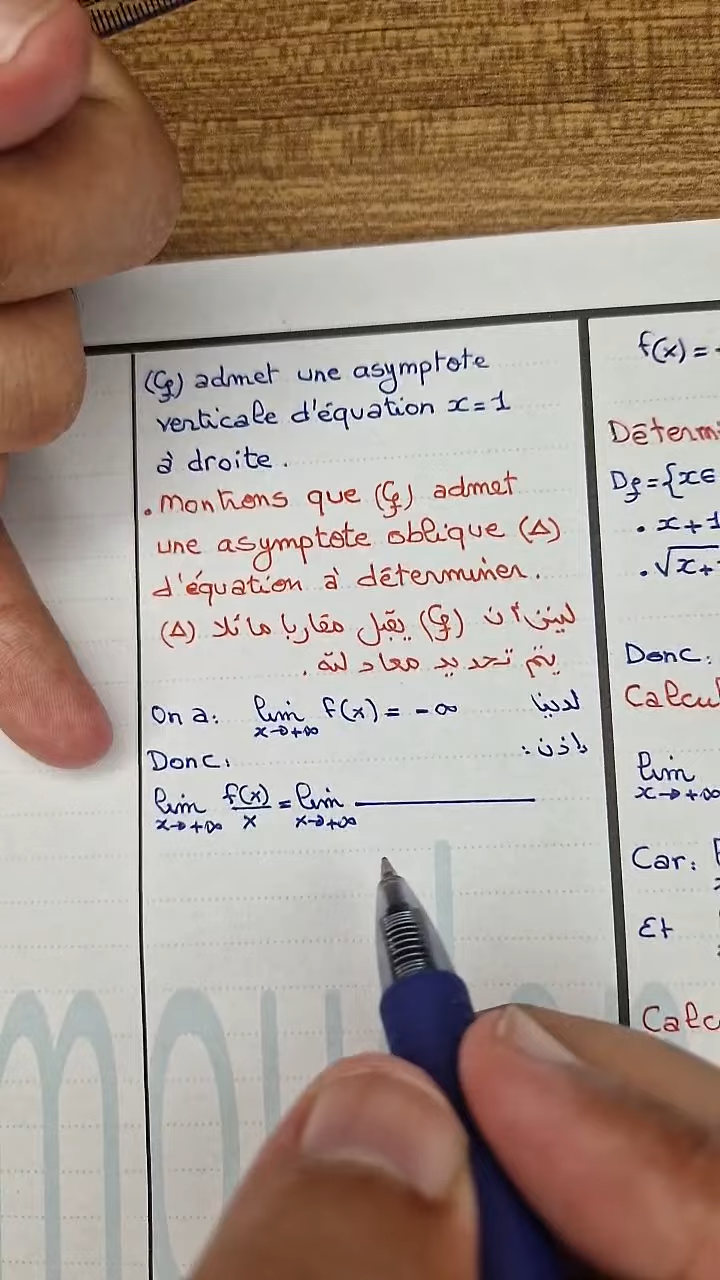 (Cf) admet une asymptote
verticale d'équation x=1
à droite.
. Montrons que (Cf) admet
une asymptote oblique (Δ)
d'équation à déterminer.
لنبين أن (Cf) يقبل مقاربا مائلا (Δ)
يتم تحديد معادلته.
On a: lim f(x) = -∞ لدينا
x→+∞
Donc: إذن:
lim f(x)/x = lim
x→+∞ x→+∞
f(x) =
Déterm
Df={x∈
. x+1
. √x+
Donc:
Calcul
lim
x→+∞
Car:
Et
Calc